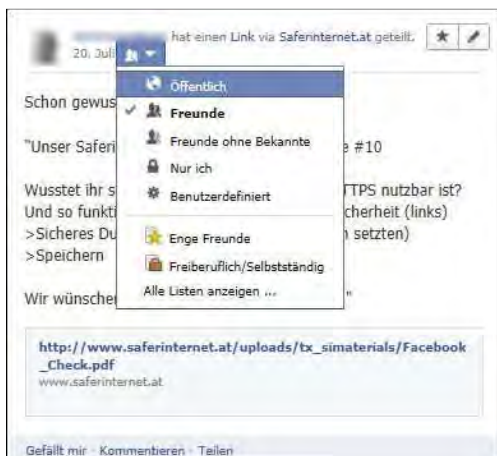 hat einen Link via Saferinternet.at geteilt.
20. Juli
Öffentlich
Freunde
Freunde ohne Bekannte
Nur ich
Benutzerdefiniert
Enge Freunde
Freiberuflich/Selbstständig
Alle Listen anzeigen ...
Schon gewus
"Unser Saferi e #10
Wusstet ihr s TTPS nutzbar ist?
Und so funkti cherheit (links)
>Sicheres Du n setzten)
>Speichern
Wir wünschen "
http://www.saferinternet.at/uploads/tx_simaterials/Facebook
_Check.pdf
www.saferinternet.at
Gefällt mir · Kommentieren · Teilen